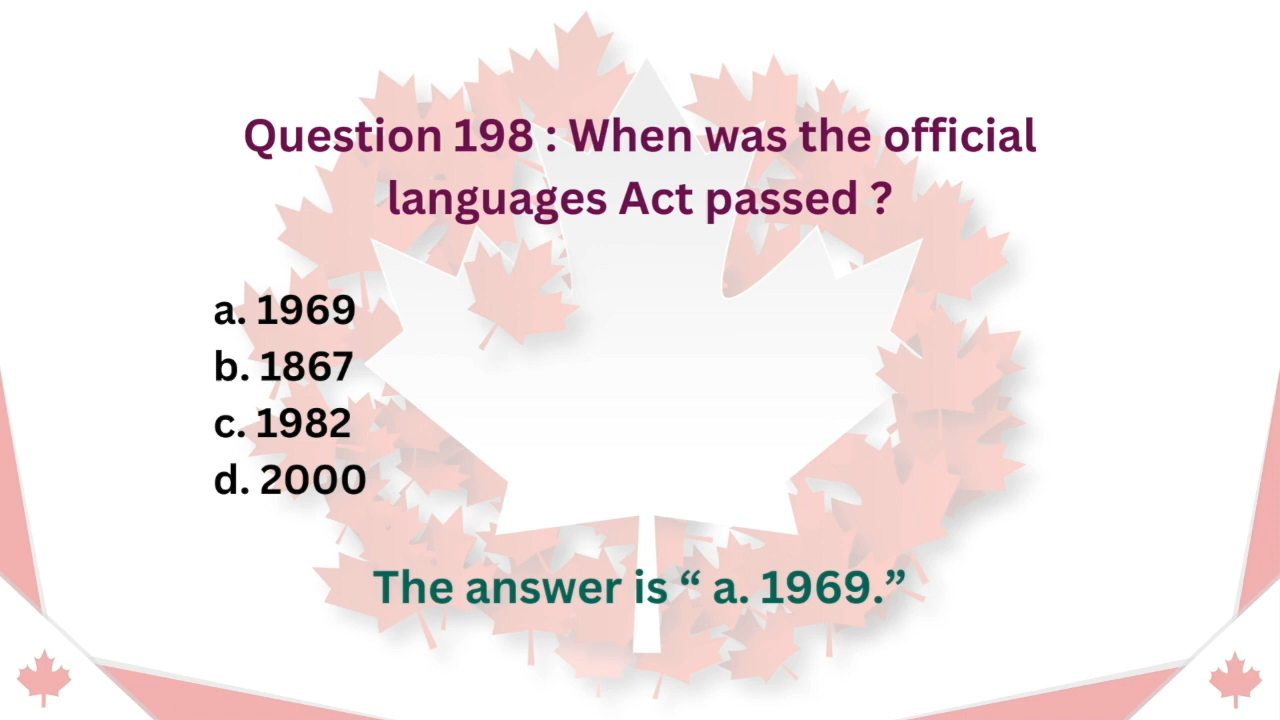 Question 198 : When was the official
languages Act passed ?
a. 1969
b. 1867
c. 1982
d. 2000
The answer is “ a. 1969.”